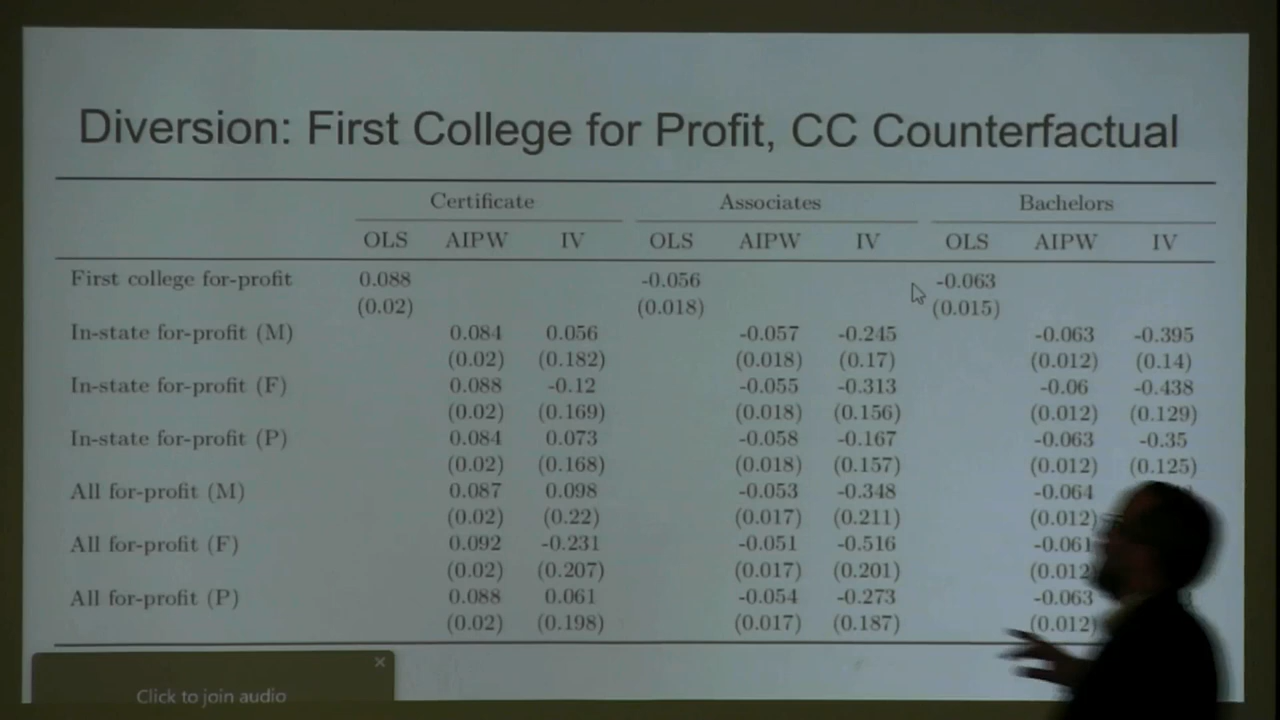 Diversion: First College for Profit, CC Counterfactual
Certificate Associates Bachelors
OLS AIPW IV OLS AIPW IV OLS AIPW IV
First college for-profit 0.088 -0.056 -0.063
(0.02) (0.018) (0.015)
In-state for-profit (M) 0.084 0.056 -0.057 -0.245 -0.063 -0.395
(0.02) (0.182) (0.018) (0.17) (0.012) (0.14)
In-state for-profit (F) 0.088 -0.12 -0.055 -0.313 -0.06 -0.438
(0.02) (0.169) (0.018) (0.156) (0.012) (0.129)
In-state for-profit (P) 0.084 0.073 -0.058 -0.167 -0.063 -0.35
(0.02) (0.168) (0.018) (0.157) (0.012) (0.125)
All for-profit (M) 0.087 0.098 -0.053 -0.348 -0.064
(0.02) (0.22) (0.017) (0.211) (0.012)
All for-profit (F) 0.092 -0.231 -0.051 -0.516 -0.061
(0.02) (0.207) (0.017) (0.201) (0.012
All for-profit (P) 0.088 0.061 -0.054 -0.273 -0.063
(0.02) (0.198) (0.017) (0.187) (0.012)
Click to join audio